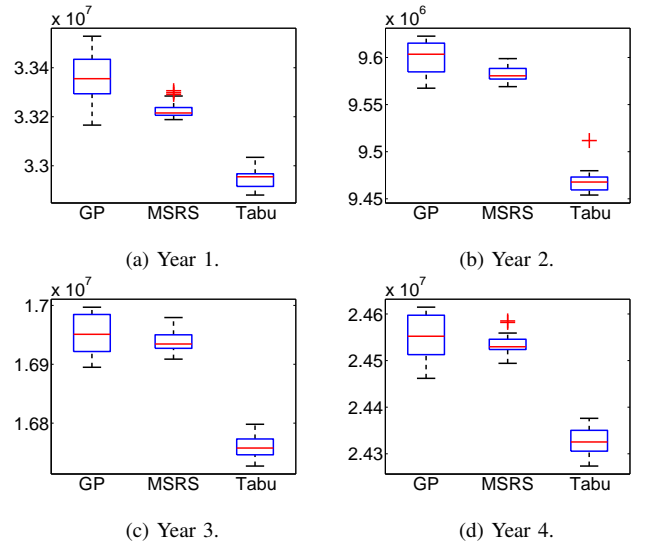 x 10^7
3.34
3.32
3.3
GP MSRS Tabu
(a) Year 1.
x 10^6
9.6
9.55
9.5
9.45
GP MSRS Tabu
(b) Year 2.
x 10^7
1.7
1.69
1.68
GP MSRS Tabu
(c) Year 3.
x 10^7
2.46
2.45
2.44
2.43
GP MSRS Tabu
(d) Year 4.